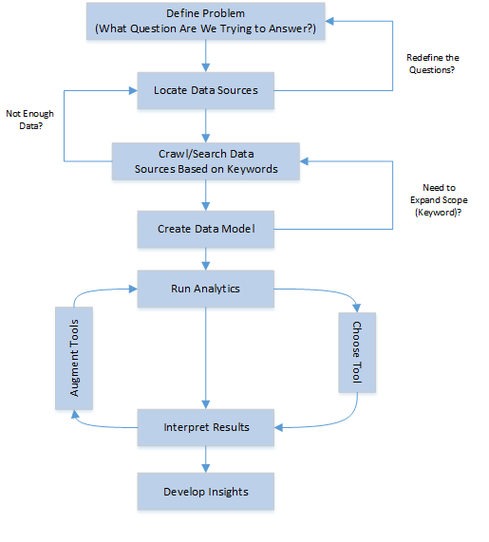 Define Problem
(What Question Are We Trying to Answer?)
Redefine the
Questions?
Locate Data Sources
Not Enough
Data?
Crawl/Search Data
Sources Based on Keywords
Need to
Expand Scope
(Keyword)?
Create Data Model
Run Analytics
Augment Tools
Choose Tool
Interpret Results
Develop Insights